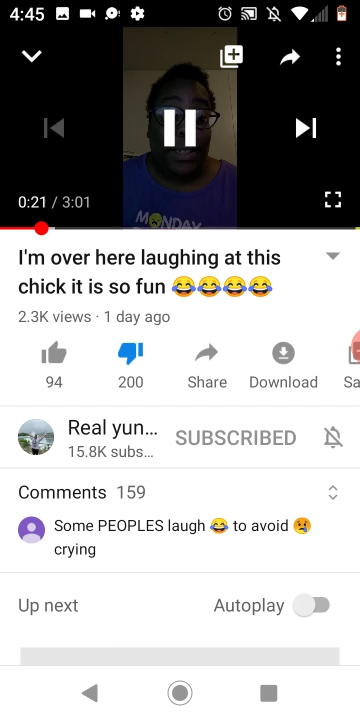 4:45
0:21 / 3:01
MONDAY
I'm over here laughing at this
chick it is so fun 😂😂😂😂
2.3K views · 1 day ago
94
200
Share
Download
Sa
Real yun...
15.8K subs...
SUBSCRIBED
Comments 159
Some PEOPLES laugh 😂 to avoid 😢
crying
Up next
Autoplay